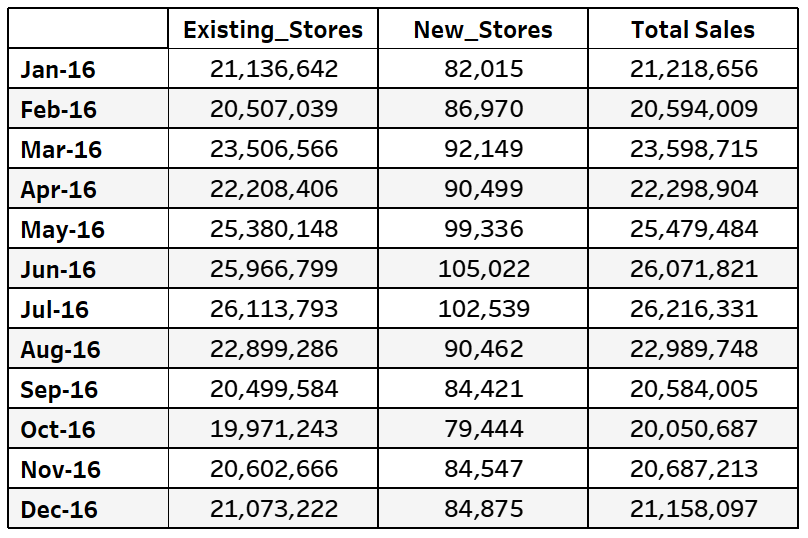 Existing_Stores New_Stores Total Sales
Jan-16 21,136,642 82,015 21,218,656
Feb-16 20,507,039 86,970 20,594,009
Mar-16 23,506,566 92,149 23,598,715
Apr-16 22,208,406 90,499 22,298,904
May-16 25,380,148 99,336 25,479,484
Jun-16 25,966,799 105,022 26,071,821
Jul-16 26,113,793 102,539 26,216,331
Aug-16 22,899,286 90,462 22,989,748
Sep-16 20,499,584 84,421 20,584,005
Oct-16 19,971,243 79,444 20,050,687
Nov-16 20,602,666 84,547 20,687,213
Dec-16 21,073,222 84,875 21,158,097